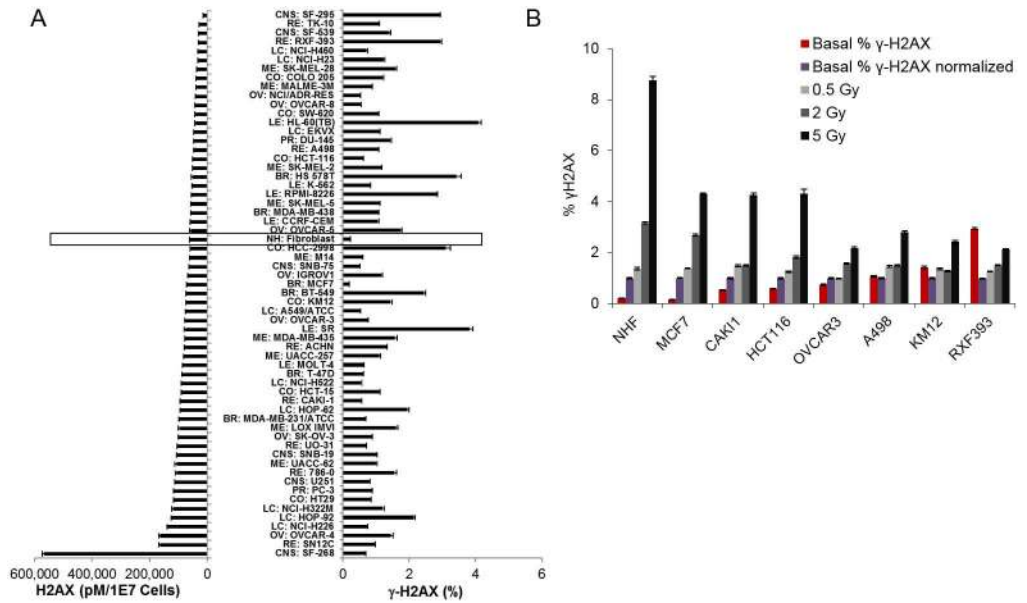 A
CNS: SF-295
RE: TK-10
CNS: SF-539
RE: RXF-393
LC: NCI-H460
LC: NCI-H23
ME: SK-MEL-28
CO: COLO 205
ME: MALME-3M
OV: NCI/ADR-RES
OV: OVCAR-8
CO: SW-620
LE: HL-60(TB)
LC: EKVX
PR: DU-145
RE: A498
CO: HCT-116
ME: SK-MEL-2
BR: HS 578T
LE: K-562
LE: RPMI-8226
ME: SK-MEL-5
BR: MDA-MB-438
LE: CCRF-CEM
OV: OVCAR-5
NH: Fibroblast
CO: HCC-2998
ME: M14
CNS: SNB-75
OV: IGROV1
BR: MCF7
BR: BT-549
CO: KM12
LC: A549/ATCC
OV: OVCAR-3
LE: SR
ME: MDA-MB-435
RE: ACHN
ME: UACC-257
LE: MOLT-4
BR: T-47D
LC: NCI-H522
CO: HCT-15
RE: CAKI-1
LC: HOP-62
BR: MDA-MB-231/ATCC
ME: LOX IMVI
OV: SK-OV-3
RE: UO-31
CNS: SNB-19
ME: UACC-62
RE: 786-0
CNS: U251
PR: PC-3
CO: HT29
LC: NCI-H322M
LC: HOP-92
LC: NCI-H226
OV: OVCAR-4
RE: SN12C
CNS: SF-268
600,000 400,000 200,000 0
H2AX (pM/1E7 Cells)
0 2 4 6
γ-H2AX (%)
B
Basal % γ-H2AX
Basal % γ-H2AX normalized
0.5 Gy
2 Gy
5 Gy
% γH2AX
10
8
6
4
2
0
NHF MCF7 CAKI1 HCT116 OVCAR3 A498 KM12 RXF393